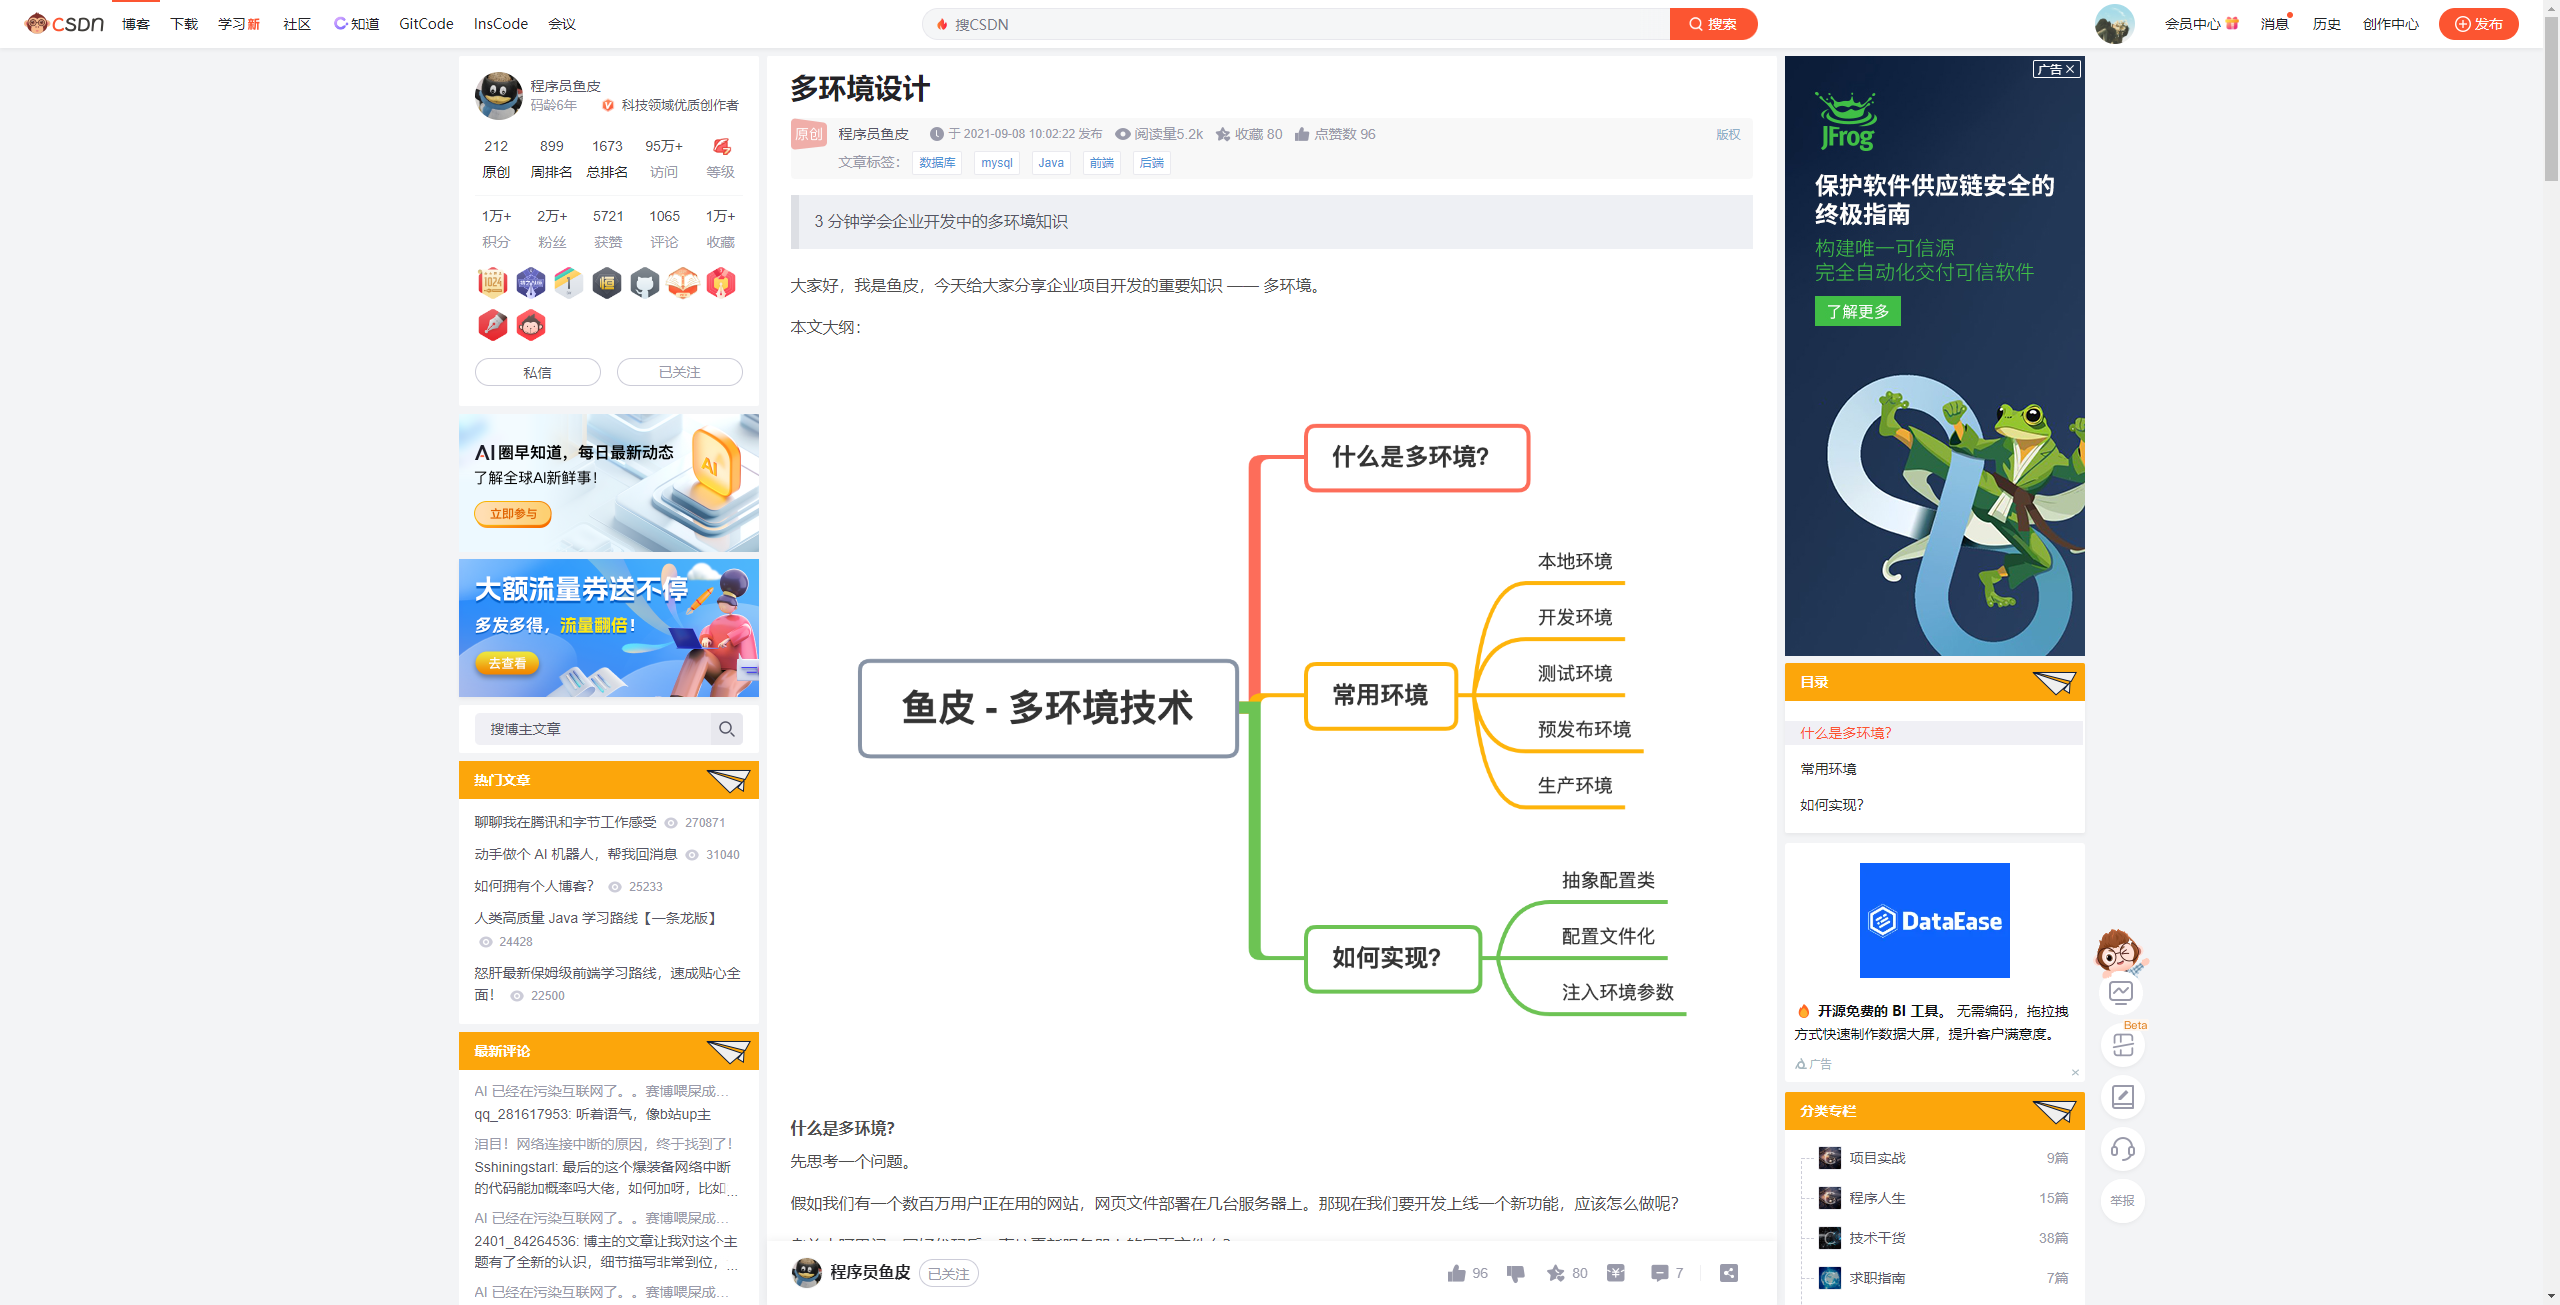 CSDN 博客 下载 学习新 社区 知道 GitCode InsCode 会议
搜CSDN 搜索
会员中心 消息 历史 创作中心 发布
程序员鱼皮
码龄6年 科技领域优质创作者
212 899 1673 95万+
原创 周排名 总排名 访问 等级
1万+ 2万+ 5721 1065 1万+
积分 粉丝 获赞 评论 收藏
1024
私信 已关注
AI圈早知道，每日最新动态
了解全球AI新鲜事！
立即参与
AI
大额流量券送不停
多发多得，流量翻倍！
去查看
搜博主文章
热门文章
聊聊我在腾讯和字节工作感受 270871
动手做个 AI 机器人，帮我回消息 31040
如何拥有个人博客？ 25233
人类高质量 Java 学习路线【一条龙版】
24428
怒肝最新保姆级前端学习路线，速成贴心全
面！ 22500
最新评论
AI 已经在污染互联网了。。赛博喂屎成...
qq_281617953: 听着语气，像b站up主
泪目！网络连接中断的原因，终于找到了！
Sshiningstarl: 最后的这个爆装备网络中断
的代码能加概率吗大佬，如何加呀，比如...
AI 已经在污染互联网了。。赛博喂屎成...
2401_84264536: 博主的文章让我对这个主
题有了全新的认识，细节描写非常到位，...
AI 已经在污染互联网了。。赛博喂屎成...
多环境设计
原创 程序员鱼皮 于 2021-09-08 10:02:22 发布 阅读量5.2k 收藏 80 点赞数 96 版权
文章标签： 数据库 mysql Java 前端 后端
3 分钟学会企业开发中的多环境知识
大家好，我是鱼皮，今天给大家分享企业项目开发的重要知识 —— 多环境。
本文大纲：
鱼皮 - 多环境技术
什么是多环境？
常用环境
本地环境
开发环境
测试环境
预发布环境
生产环境
如何实现？
抽象配置类
配置文件化
注入环境参数
什么是多环境？
先思考一个问题。
假如我们有一个数百万用户正在用的网站，网页文件部署在几台服务器上。那现在我们要开发上线一个新功能，应该怎么做呢？
程序员鱼皮 已关注 96 80 7
广告
JFrog
保护软件供应链安全的
终极指南
构建唯一可信源
完全自动化交付可信软件
了解更多
目录
什么是多环境？
常用环境
如何实现？
DataEase
开源免费的 BI 工具。 无需编码，拖拉拽
方式快速制作数据大屏，提升客户满意度。
广告
分类专栏
项目实战 9篇
程序人生 15篇
技术干货 38篇
求职指南 7篇
Beta
举报